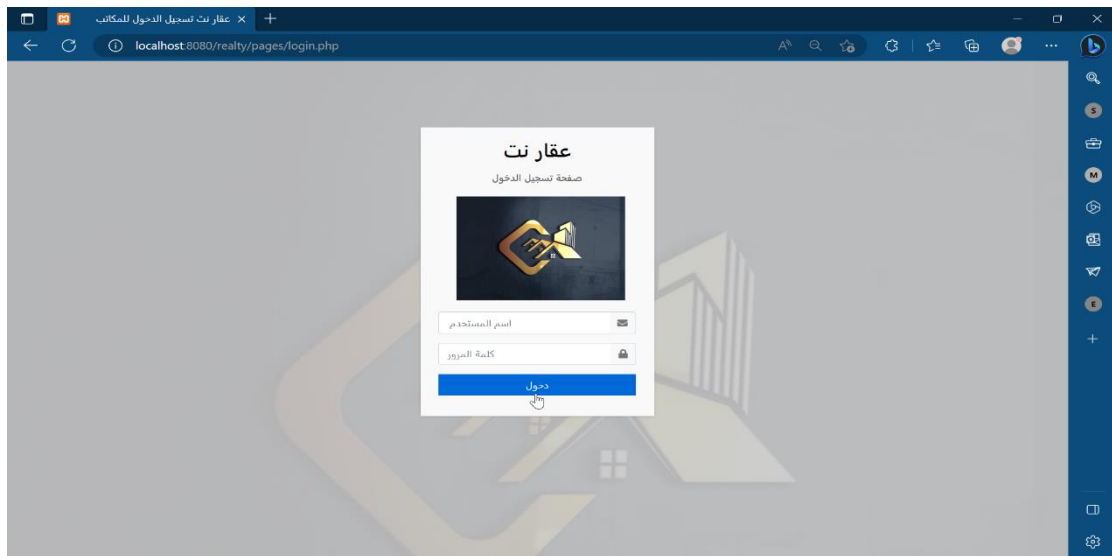 عقار نت تسجيل الدخول للمكاتب
localhost:8080/realty/pages/login.php
عقار نت
صفحة تسجيل الدخول
اسم المستخدم
كلمة المرور
دخول
S
M
E